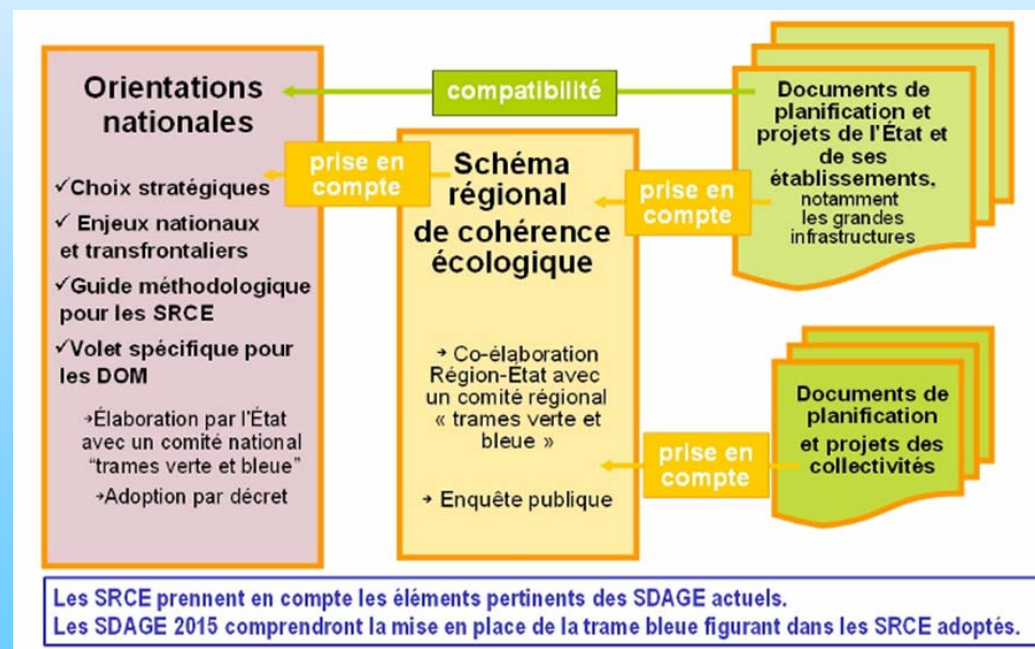 Orientations
nationales
✓Choix stratégiques
✓ Enjeux nationaux
et transfrontaliers
✓Guide méthodologique
pour les SRCE
✓Volet spécifique pour
les DOM
→Élaboration par l'État
avec un comité national
"trames verte et bleue"
→Adoption par décret
compatibilité
prise en
compte
Schéma
régional
de cohérence
écologique
→ Co-élaboration
Région-État avec
un comité régional
« trames verte et
bleue »
→ Enquête publique
prise en
compte
Documents de
planification et
projets de l'État et
de ses
établissements,
notamment
les grandes
infrastructures
prise en
compte
Documents de
planification
et projets des
collectivités
Les SRCE prennent en compte les éléments pertinents des SDAGE actuels.
Les SDAGE 2015 comprendront la mise en place de la trame bleue figurant dans les SRCE adoptés.